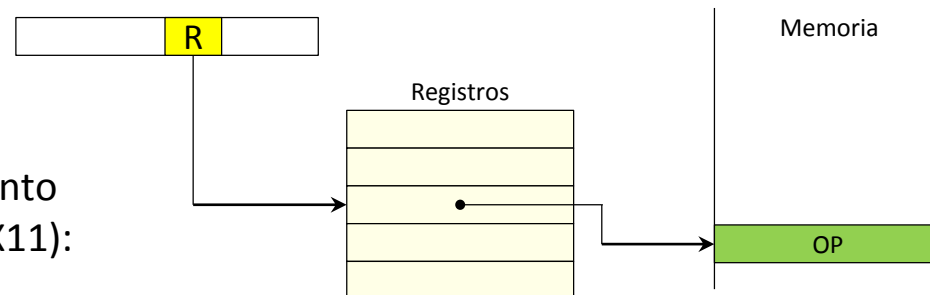 R
Memoria
Registros
nto
X11):
OP